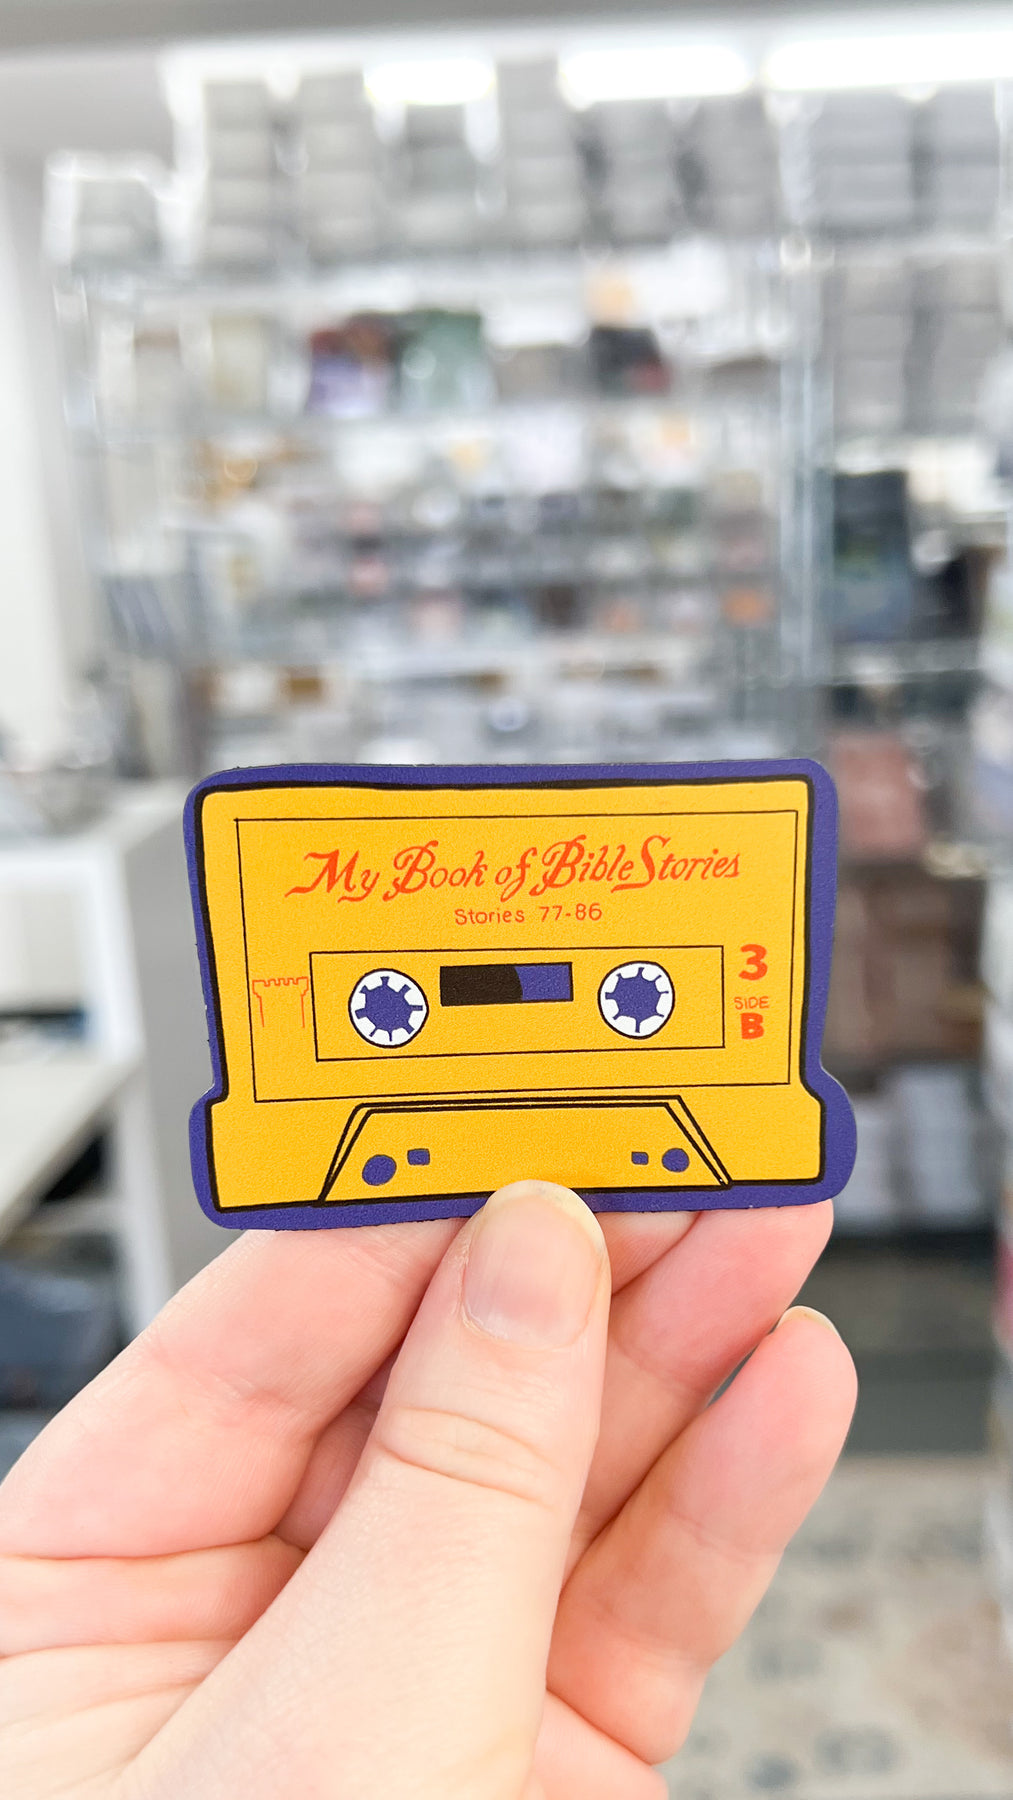 My Book of Bible Stories
Stories 77-86
3
SIDE
B